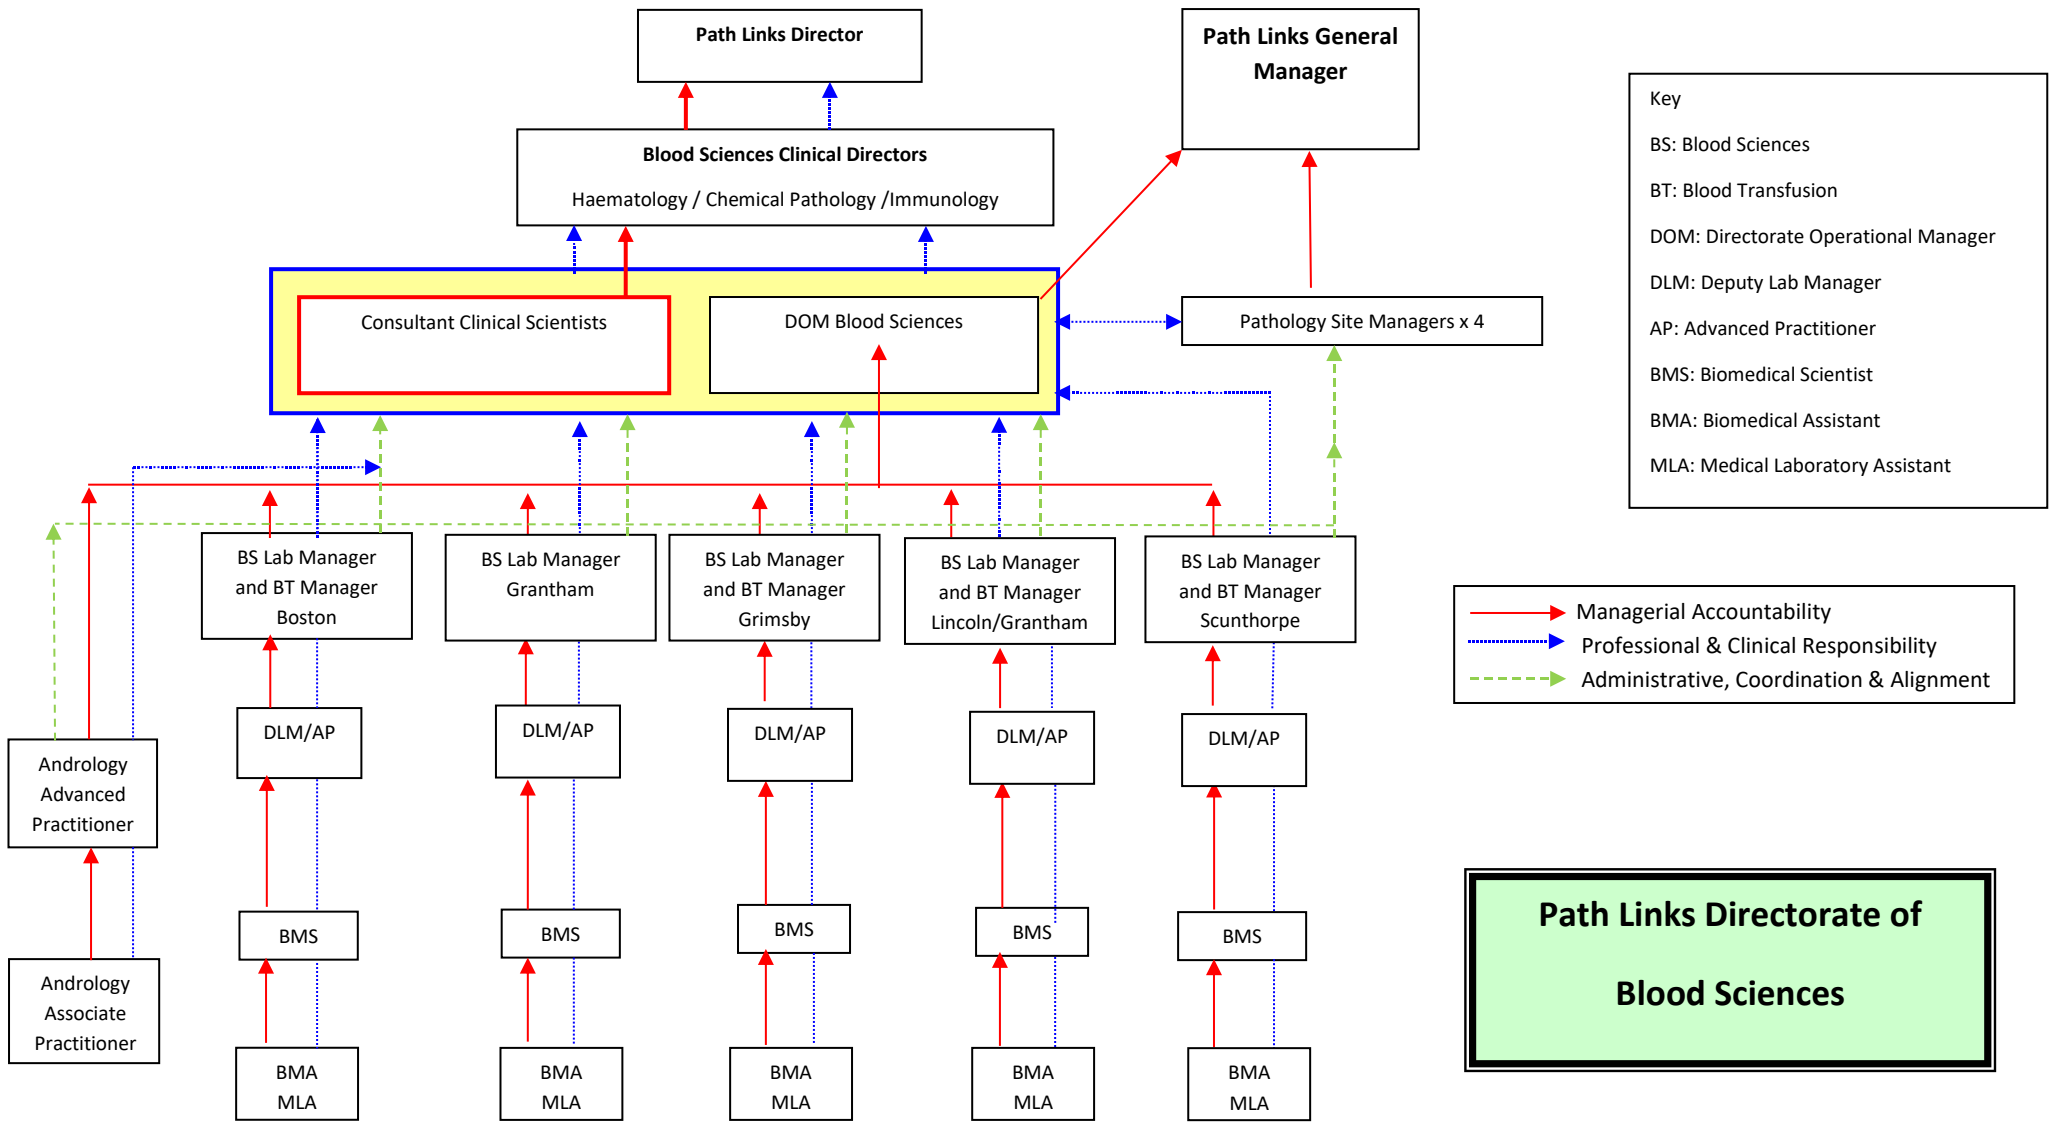 Path Links Director
Path Links General
Manager
Blood Sciences Clinical Directors
Haematology / Chemical Pathology /Immunology
Consultant Clinical Scientists
DOM Blood Sciences
Pathology Site Managers x 4
Key
BS: Blood Sciences
BT: Blood Transfusion
DOM: Directorate Operational Manager
DLM: Deputy Lab Manager
AP: Advanced Practitioner
BMS: Biomedical Scientist
BMA: Biomedical Assistant
MLA: Medical Laboratory Assistant
BS Lab Manager
and BT Manager
Boston
BS Lab Manager
Grantham
BS Lab Manager
and BT Manager
Grimsby
BS Lab Manager
and BT Manager
Lincoln/Grantham
BS Lab Manager
and BT Manager
Scunthorpe
Managerial Accountability
Professional & Clinical Responsibility
Administrative, Coordination & Alignment
Andrology
Advanced
Practitioner
DLM/AP
DLM/AP
DLM/AP
DLM/AP
DLM/AP
BMS
BMS
BMS
BMS
BMS
Andrology
Associate
Practitioner
BMA
MLA
BMA
MLA
BMA
MLA
BMA
MLA
BMA
MLA
Path Links Directorate of
Blood Sciences